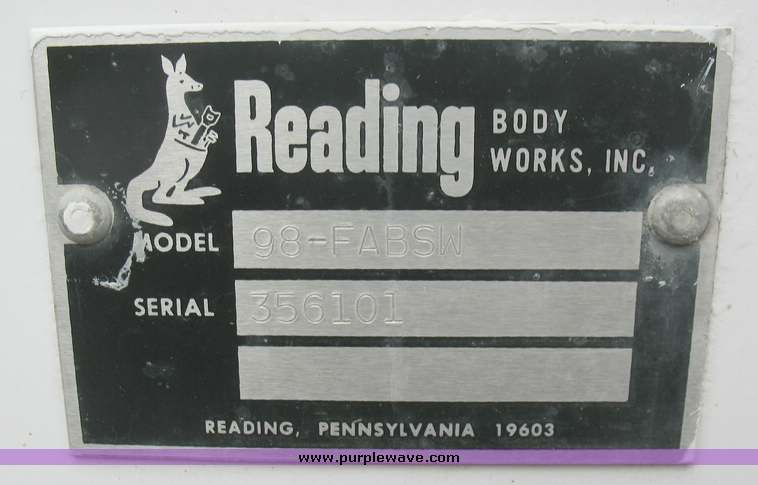 Reading BODY WORKS, INC.
MODEL 98-FABSW
SERIAL 356101
READING, PENNSYLVANIA 19603
www.purplewave.com